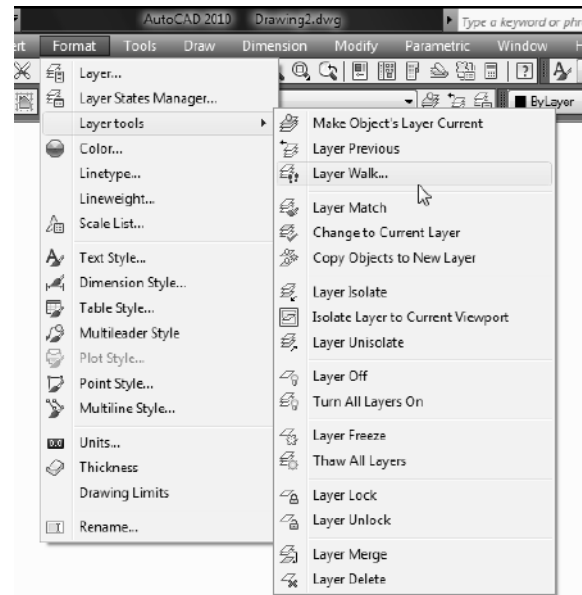 AutoCAD 2010 Drawing2.dwg Type a keyword or phr
ert Format Tools Draw Dimension Modify Parametric Window H
ByLayer
Layer...
Layer States Manager...
Layer tools
Color...
Linetype...
Lineweight...
Scale List...
Text Style...
Dimension Style...
Table Style...
Multileader Style
Plot Style...
Point Style...
Multiline Style...
0.0 Units...
Thickness
Drawing Limits
Rename...
Make Object's Layer Current
Layer Previous
Layer Walk...
Layer Match
Change to Current Layer
Copy Objects to New Layer
Layer Isolate
Isolate Layer to Current Viewport
Layer Unisolate
Layer Off
Turn All Layers On
Layer Freeze
Thaw All Layers
Layer Lock
Layer Unlock
Layer Merge
Layer Delete